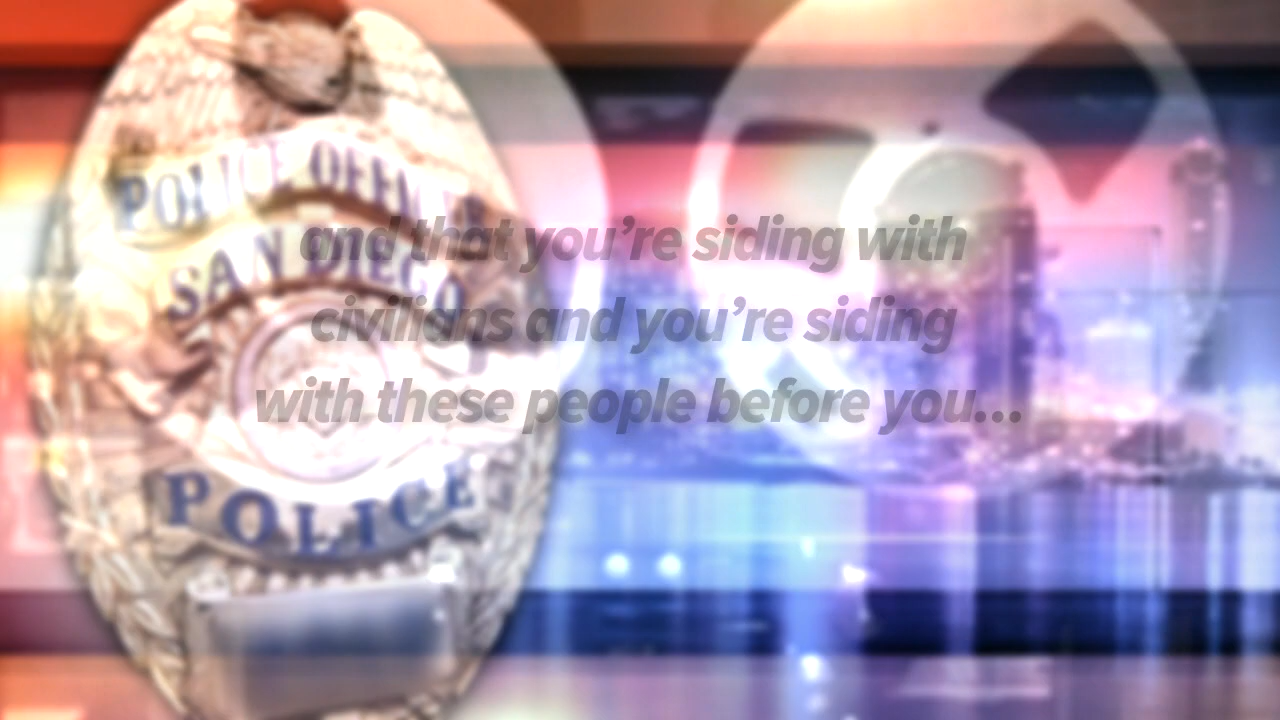 POLICE OFFICER
SAN DIEGO
and that you’re siding with
civilians and you’re siding
with these people before you...
POLICE